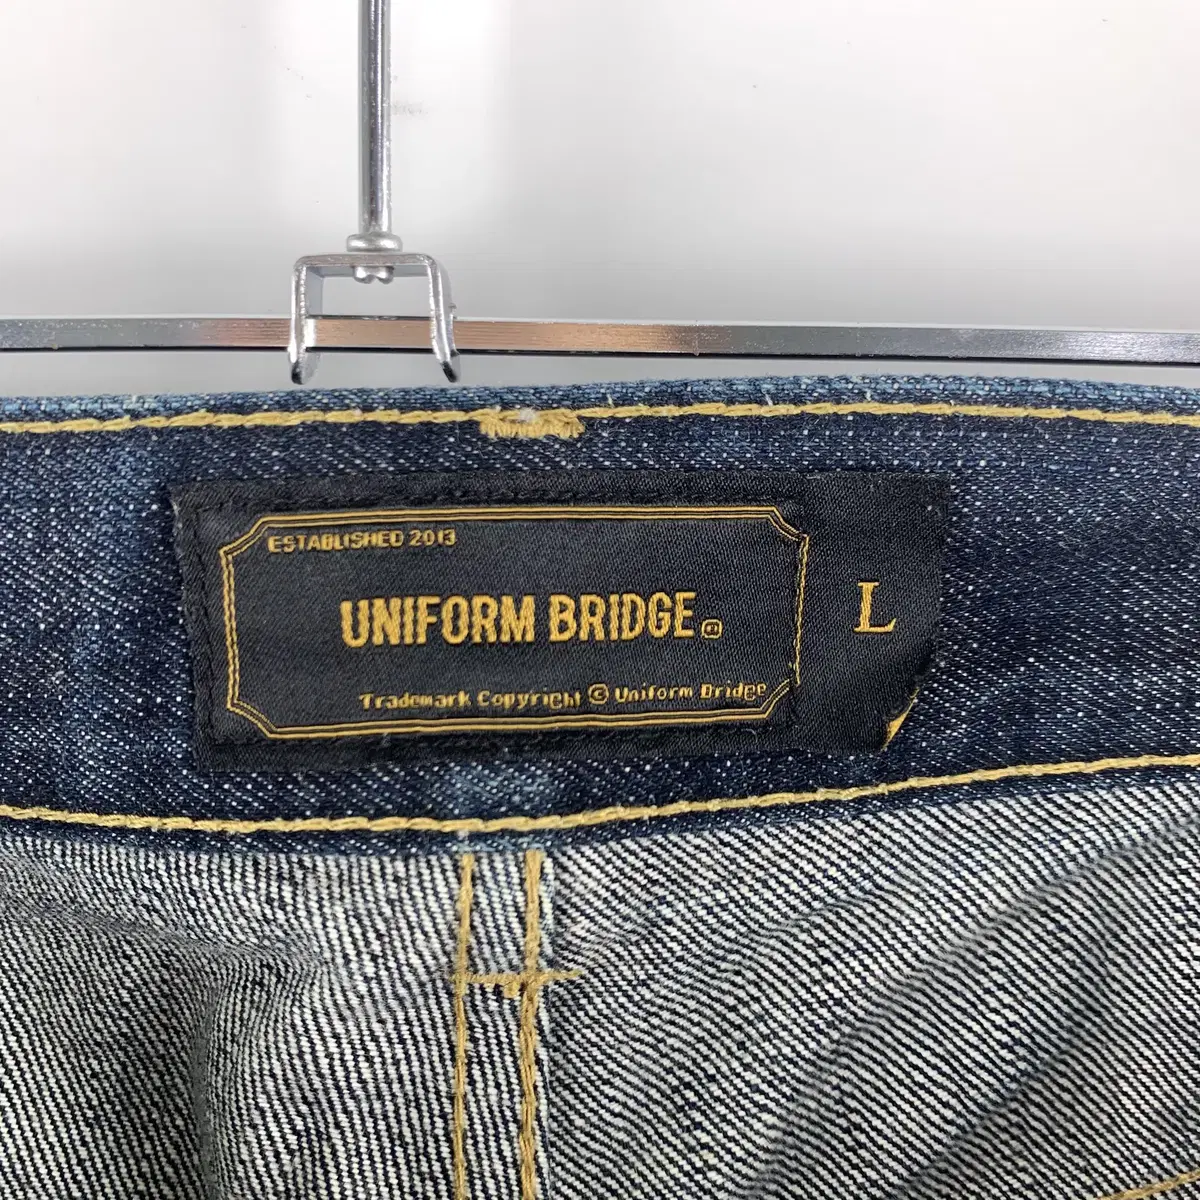 ESTABLISHED 2013
UNIFORM BRIDGE ®
L
Trademark Copyright © Uniform Bridge